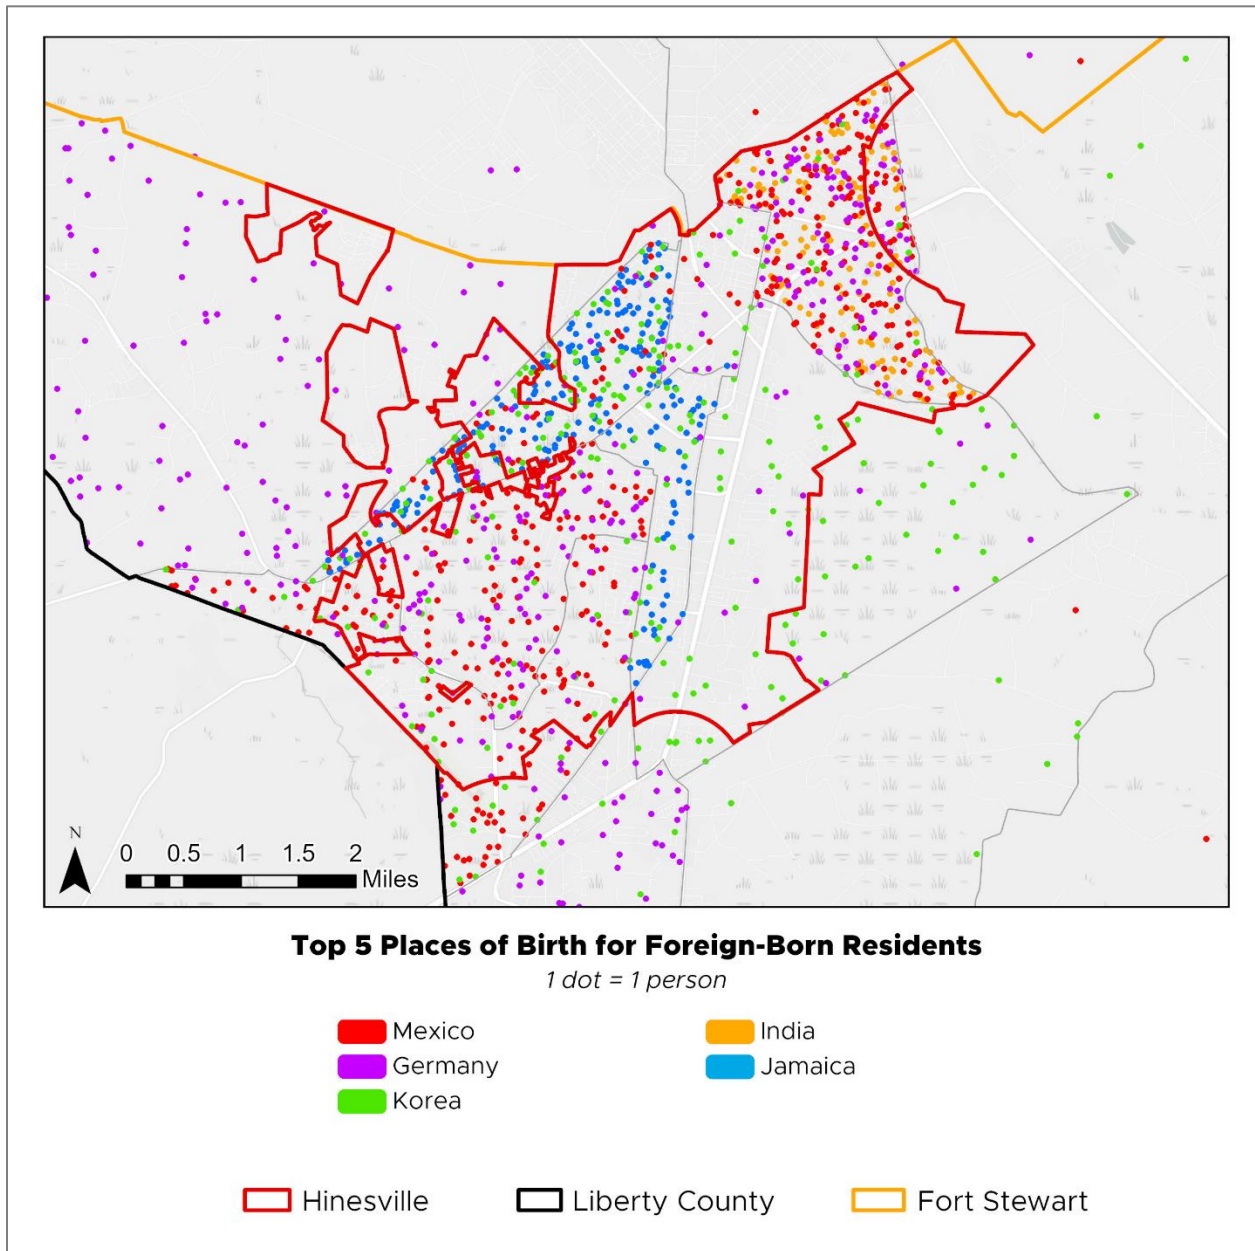 N
0 0.5 1 1.5 2
Miles
Top 5 Places of Birth for Foreign-Born Residents
1 dot = 1 person
Mexico India
Germany Jamaica
Korea
Hinesville Liberty County Fort Stewart